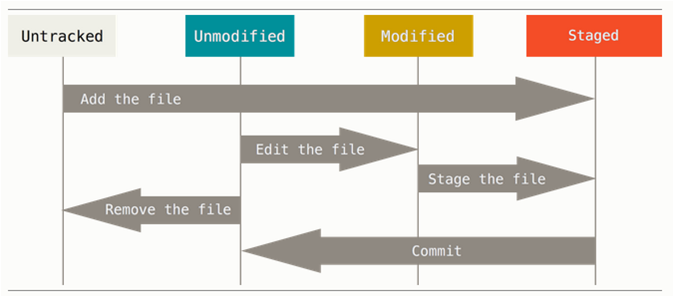 Untracked
Unmodified
Modified
Staged
Add the file
Edit the file
Stage the file
Remove the file
Commit